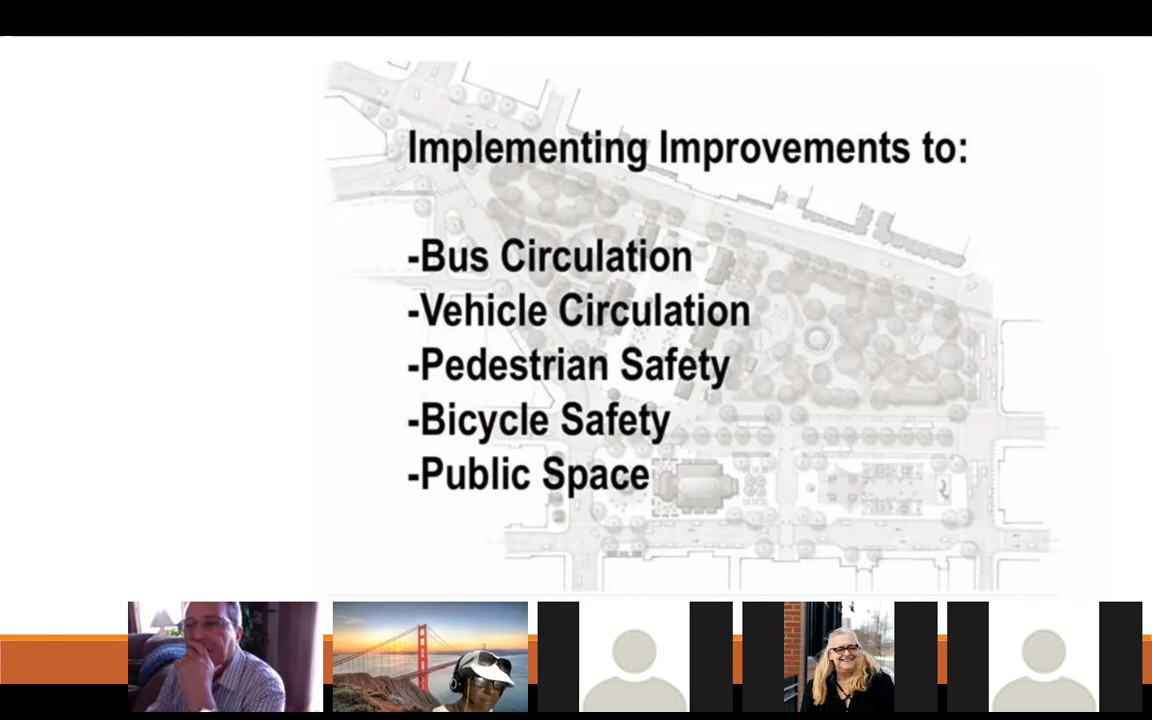 Implementing Improvements to:
-Bus Circulation
-Vehicle Circulation
-Pedestrian Safety
-Bicycle Safety
-Public Space